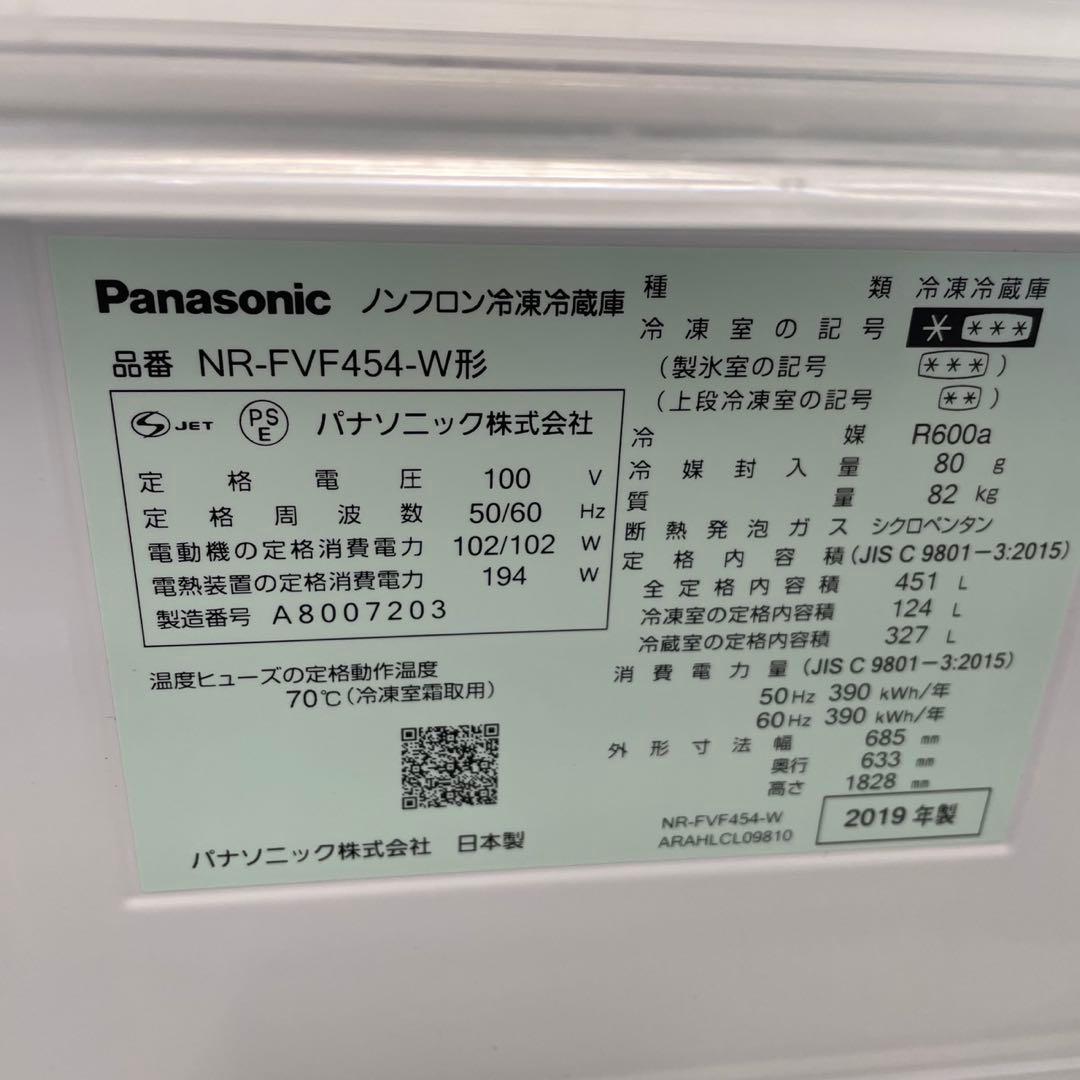 Panasonic ノンフロン冷凍冷蔵庫
品番 NR-FVF454-W形
S JET PSE パナソニック株式会社
定格電圧 100 V
定格周波数 50/60 Hz
電動機の定格消費電力 102/102 W
電熱装置の定格消費電力 194 W
製造番号 A8007203
温度ヒューズの定格動作温度
70℃(冷凍室霜取用)
パナソニック株式会社 日本製
種類 冷凍冷蔵庫
冷凍室の記号 * ***
(製氷室の記号 ***)
(上段冷凍室の記号 **)
冷媒 R600a
冷媒封入量 80 g
質量 82 kg
断熱発泡ガス シクロペンタン
定格内容積(JIS C 9801-3:2015)
全定格内容積 451 L
冷凍室の定格内容積 124 L
冷蔵室の定格内容積 327 L
消費電力量(JIS C 9801-3:2015)
50Hz 390 kWh/年
60Hz 390 kWh/年
外形寸法 幅 685 mm
奥行 633 mm
高さ 1828 mm
NR-FVF454-W
ARAHLCL09810
2019年製